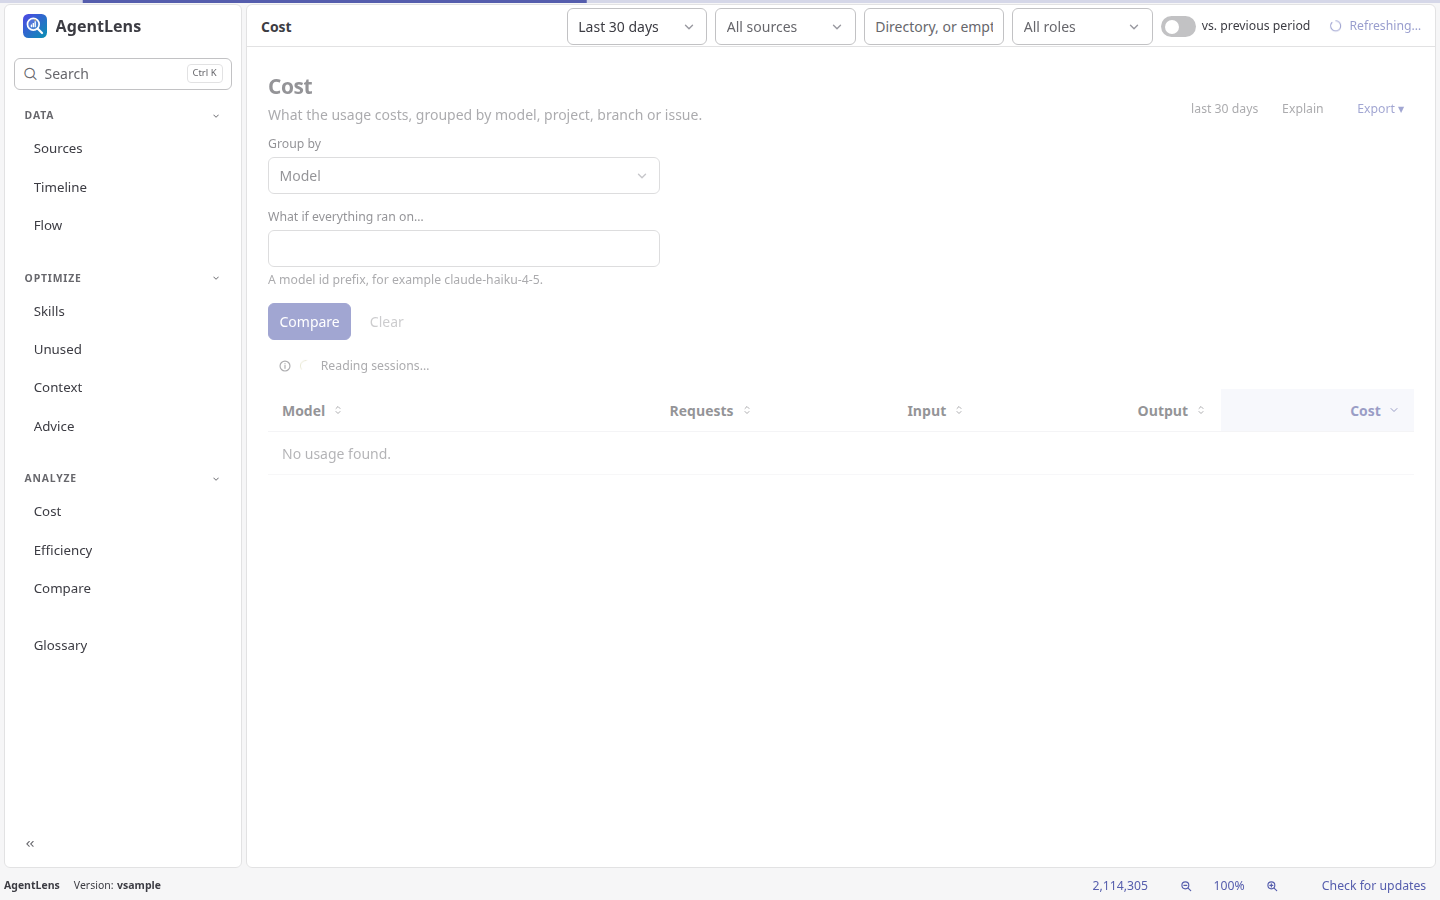 AgentLens
Search
Ctrl K
DATA
Sources
Timeline
Flow
OPTIMIZE
Skills
Unused
Context
Advice
ANALYZE
Cost
Efficiency
Compare
Glossary
«
Cost
Last 30 days
All sources
Directory, or empt
All roles
vs. previous period
Refreshing...
Cost
What the usage costs, grouped by model, project, branch or issue.
last 30 days
Explain
Export ▾
Group by
Model
What if everything ran on...
A model id prefix, for example claude-haiku-4-5.
Compare
Clear
Reading sessions...
Model Requests Input Output Cost
No usage found.
AgentLens Version: vsample
2,114,305
100%
Check for updates